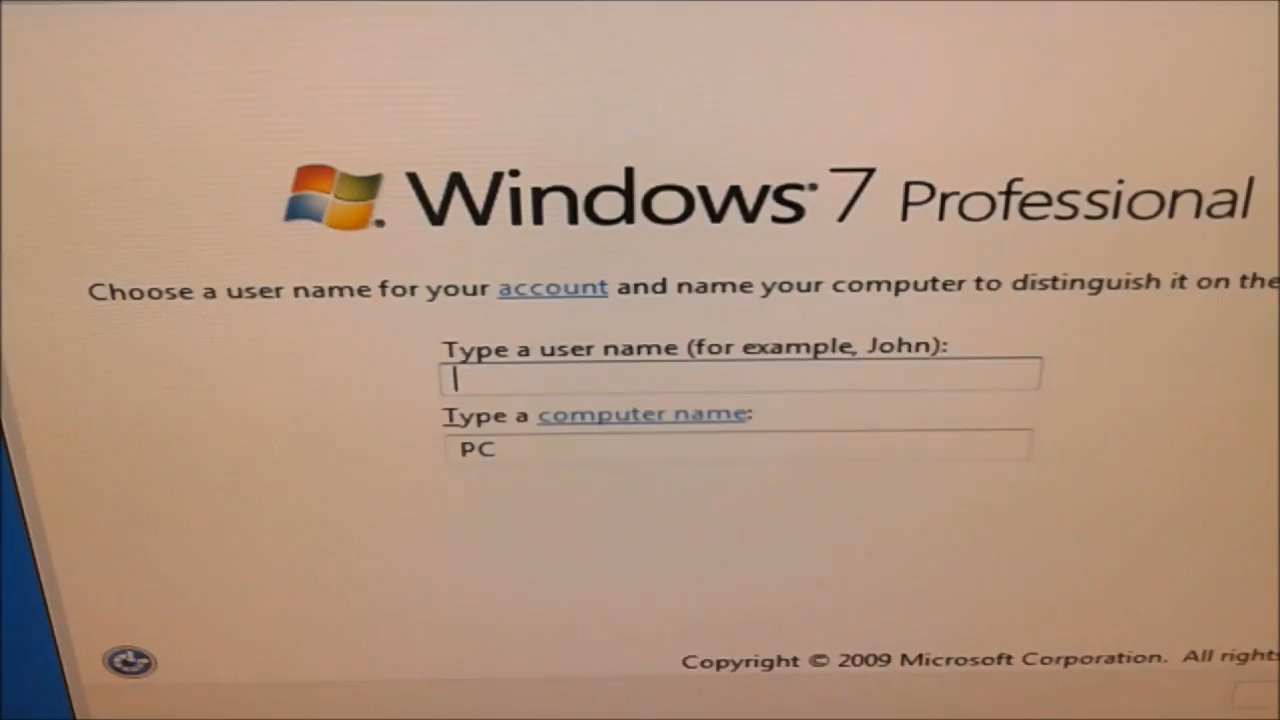 Windows 7 Professional
Choose a user name for your account and name your computer to distinguish it on the
Type a user name (for example, John):
Type a computer name:
PC
Copyright © 2009 Microsoft Corporation. All rights